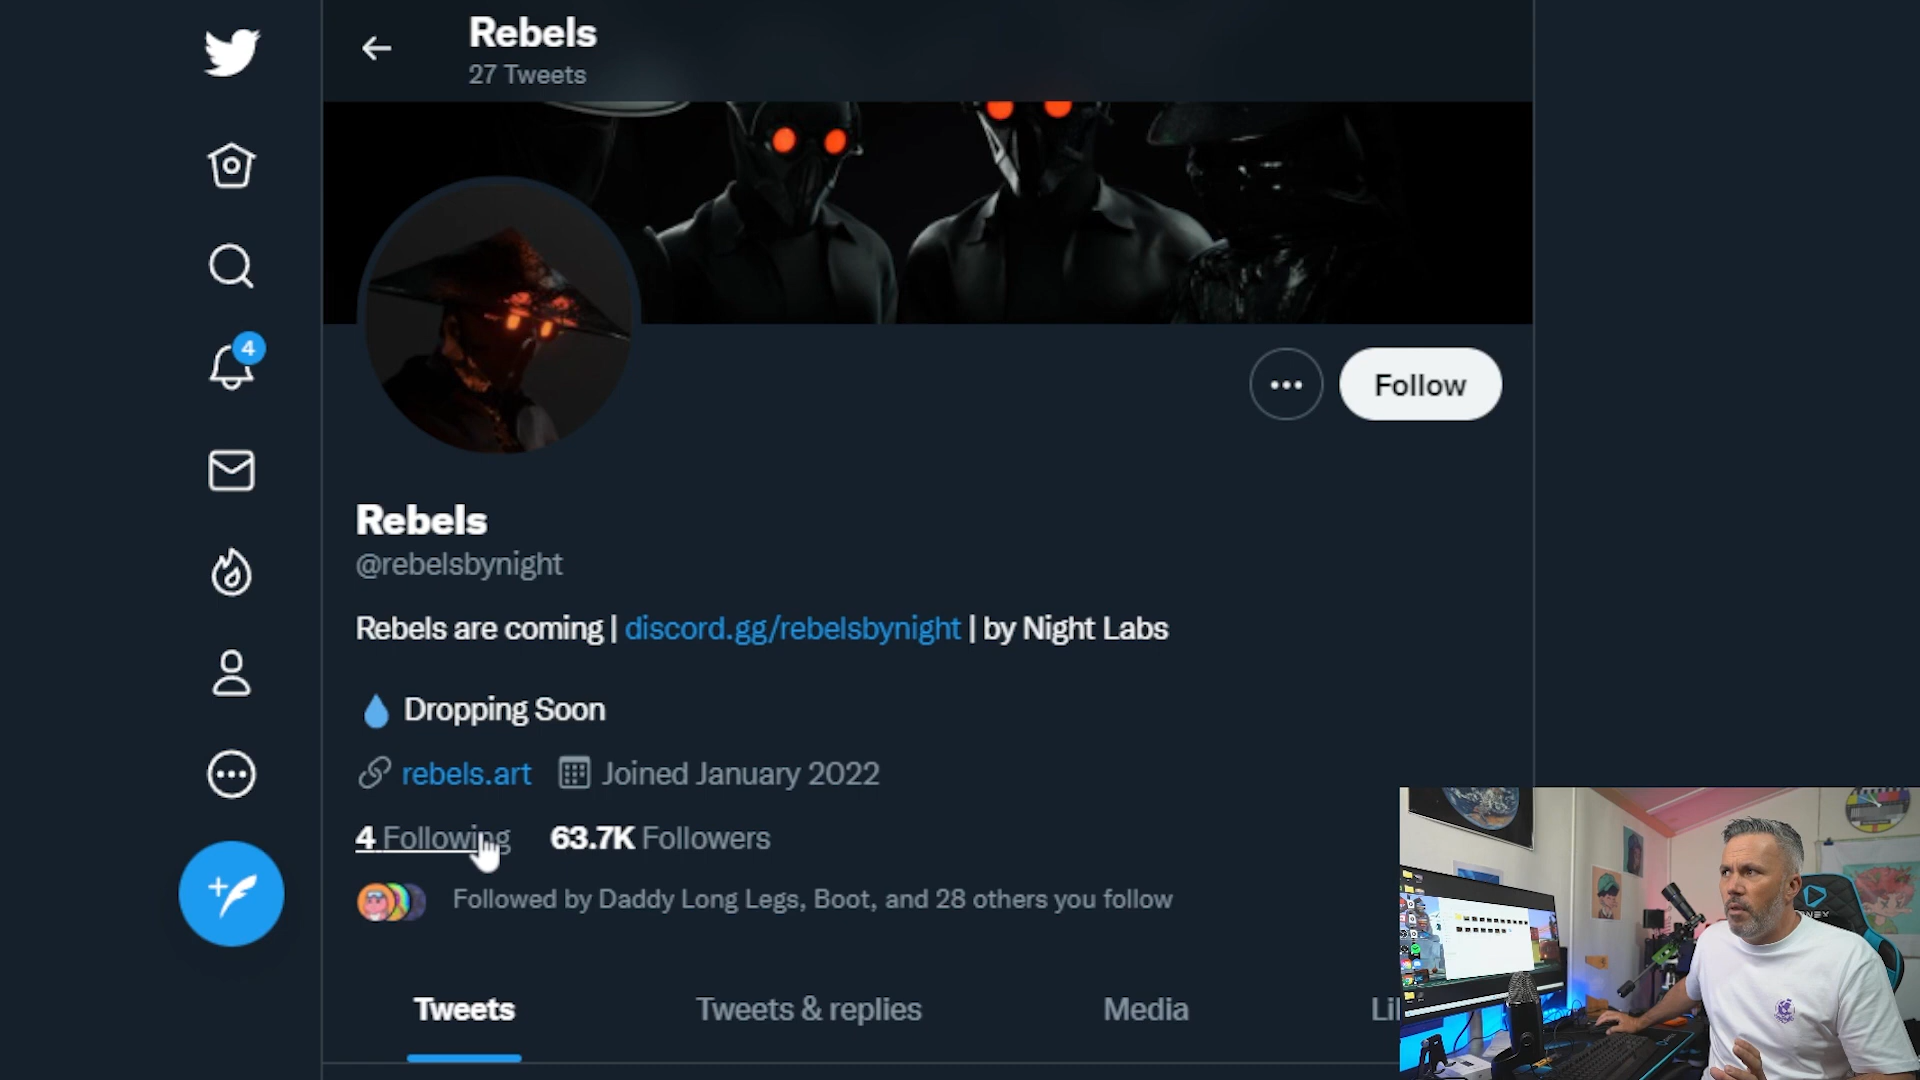 Rebels
27 Tweets
4
Follow
Rebels
@rebelsbynight
Rebels are coming | discord.gg/rebelsbynight | by Night Labs
Dropping Soon
rebels.art Joined January 2022
4 Following 63.7K Followers
Followed by Daddy Long Legs, Boot, and 28 others you follow
Tweets Tweets & replies Media Li